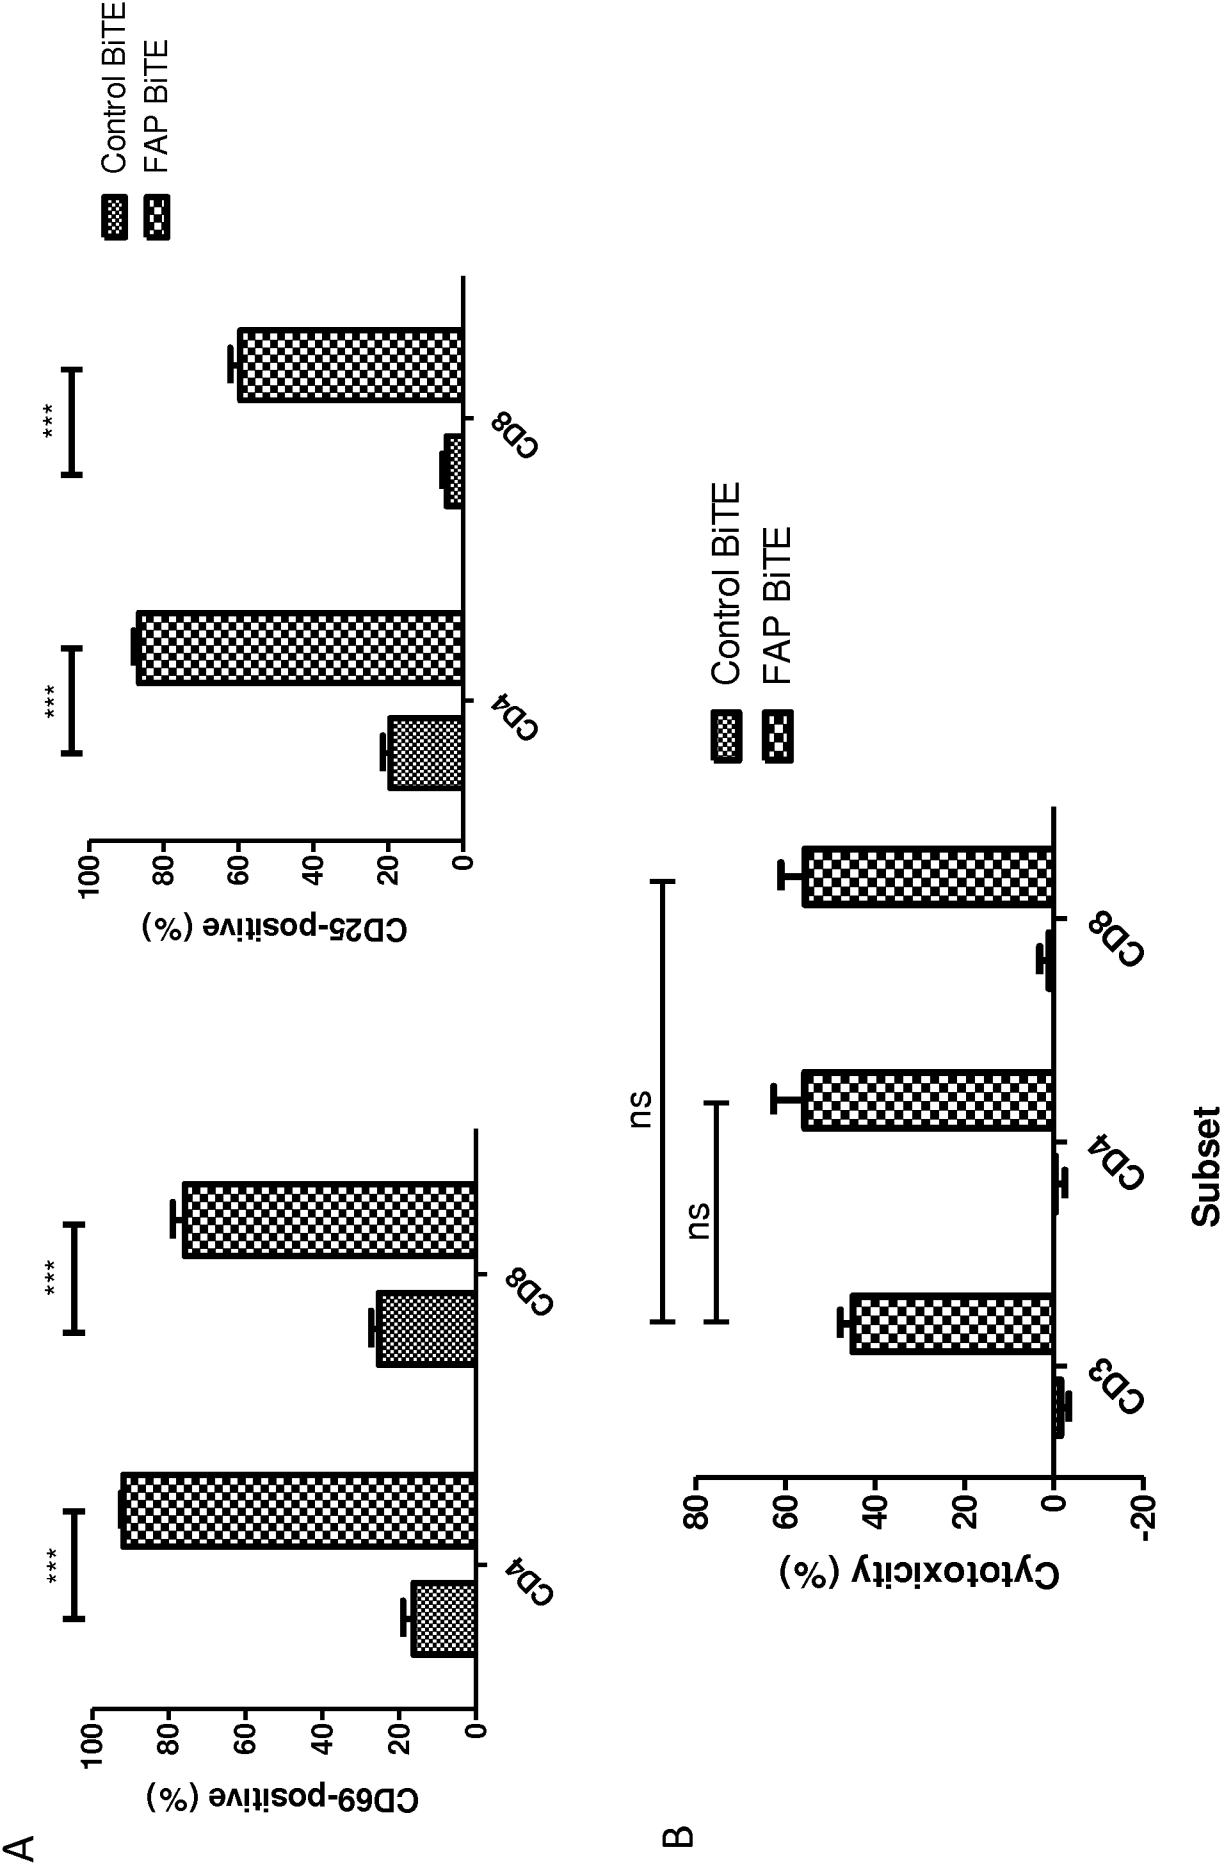 A
CD69-positive (%)
100
80
60
40
20
0
***
***
CD4
CD8
CD25-positive (%)
100
80
60
40
20
0
***
***
CD4
CD8
Control BiTE
FAP BiTE
B
Cytotoxicity (%)
80
60
40
20
0
-20
ns
ns
CD3
CD4
CD8
Subset
Control BiTE
FAP BiTE